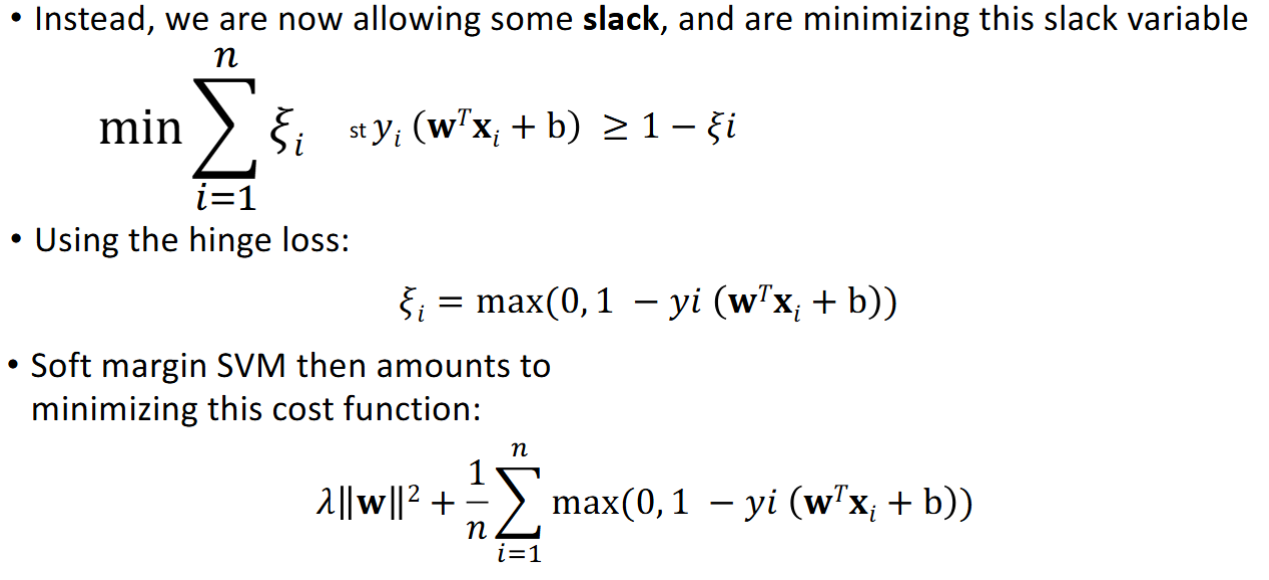 • Instead, we are now allowing some slack, and are minimizing this slack variable
min ∑_{i=1}^{n} ξ_i st y_i (w^T x_i + b) ≥ 1 − ξi
• Using the hinge loss:
ξ_i = max(0, 1 − yi (w^T x_i + b))
• Soft margin SVM then amounts to
minimizing this cost function:
λ‖w‖² + 1/n ∑_{i=1}^{n} max(0, 1 − yi (w^T x_i + b))